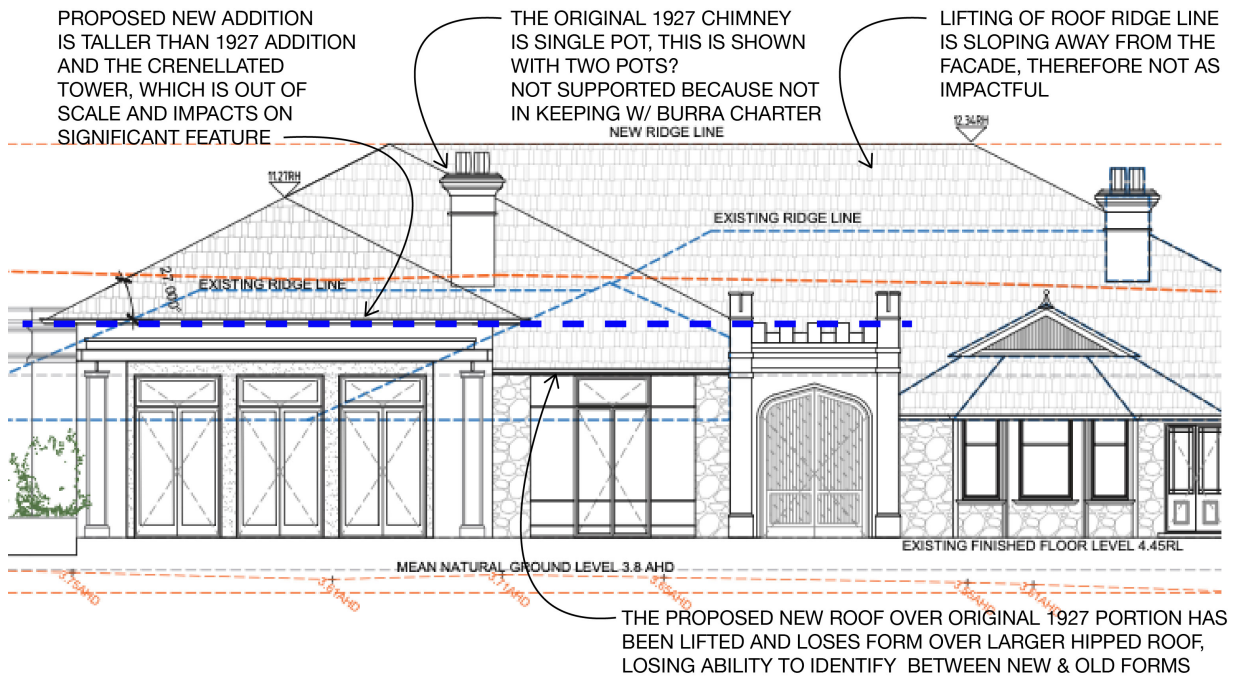 PROPOSED NEW ADDITION
IS TALLER THAN 1927 ADDITION
AND THE CRENELLATED
TOWER, WHICH IS OUT OF
SCALE AND IMPACTS ON
SIGNIFICANT FEATURE
THE ORIGINAL 1927 CHIMNEY
IS SINGLE POT, THIS IS SHOWN
WITH TWO POTS?
NOT SUPPORTED BECAUSE NOT
IN KEEPING W/ BURRA CHARTER
LIFTING OF ROOF RIDGE LINE
IS SLOPING AWAY FROM THE
FACADE, THEREFORE NOT AS
IMPACTFUL
NEW RIDGE LINE
12.34RH
11.27RH
EXISTING RIDGE LINE
EXISTING RIDGE LINE
27.000°
EXISTING FINISHED FLOOR LEVEL 4.45RL
MEAN NATURAL GROUND LEVEL 3.8 AHD
3.75AHD
3.71AHD
THE PROPOSED NEW ROOF OVER ORIGINAL 1927 PORTION HAS
BEEN LIFTED AND LOSES FORM OVER LARGER HIPPED ROOF,
LOSING ABILITY TO IDENTIFY BETWEEN NEW & OLD FORMS